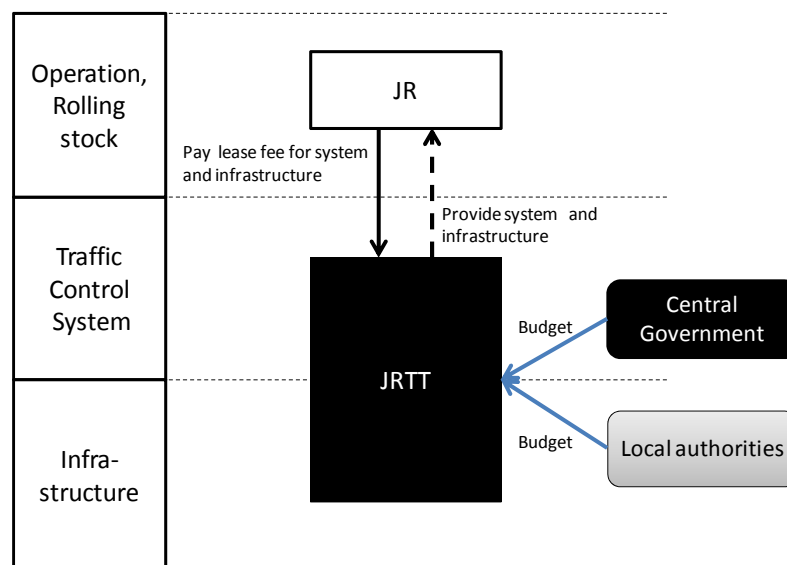 Operation,
Rolling
stock
JR
Pay lease fee for system
and infrastructure
Provide system and
infrastructure
Traffic
Control
System
Central
Government
Budget
JRTT
Budget
Local authorities
Infra-
structure